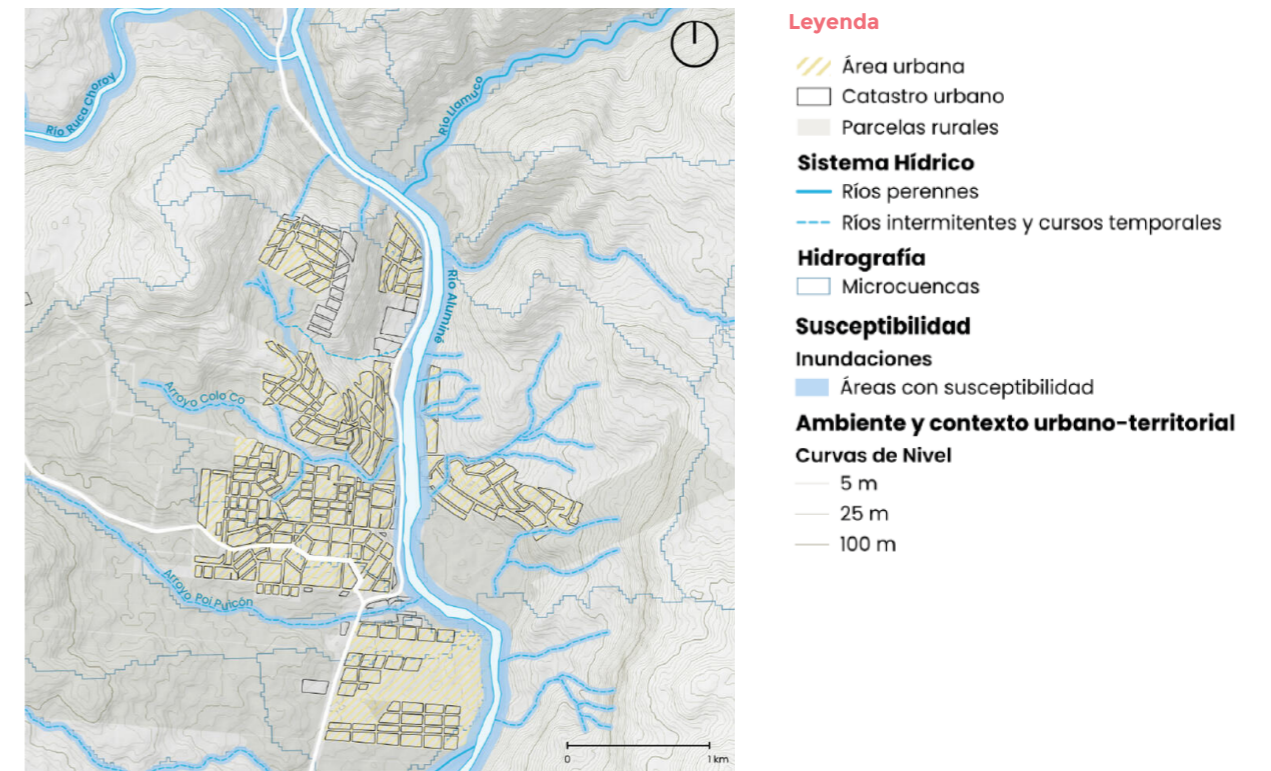 Río Ruca Choroy
Río Llamuco
Río Aluminé
Arroyo Colo Co
Arroyo Poi Pucón
0
1 km
Leyenda
Área urbana
Catastro urbano
Parcelas rurales
Sistema Hídrico
Ríos perennes
Ríos intermitentes y cursos temporales
Hidrografía
Microcuencas
Susceptibilidad
Inundaciones
Áreas con susceptibilidad
Ambiente y contexto urbano-territorial
Curvas de Nivel
5 m
25 m
100 m